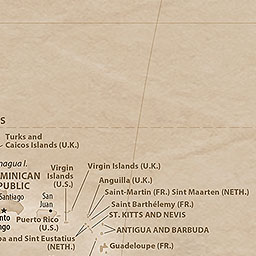 S
Turks and
Caicos Islands (U.K.)
nagua I.
MINICAN
PUBLIC
Santiago
nto
ngo
San
Juan
Puerto Rico
(U.S.)
Virgin
Islands
(U.S.)
Virgin Islands (U.K.)
Anguilla (U.K.)
Saint-Martin (FR.) Sint Maarten (NETH.)
Saint Barthélemy (FR.)
ST. KITTS AND NEVIS
ba and Sint Eustatius
(NETH.)
ANTIGUA AND BARBUDA
Guadeloupe (FR.)